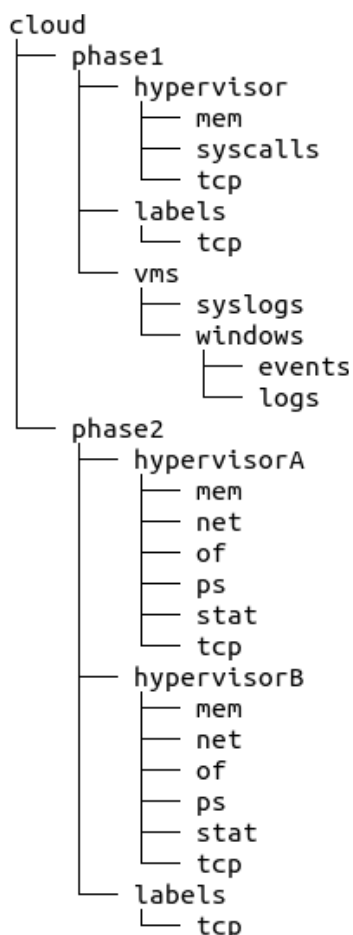 cloud
phase1
hypervisor
mem
syscalls
tcp
labels
tcp
vms
syslogs
windows
events
logs
phase2
hypervisorA
mem
net
of
ps
stat
tcp
hypervisorB
mem
net
of
ps
stat
tcp
labels
tcp